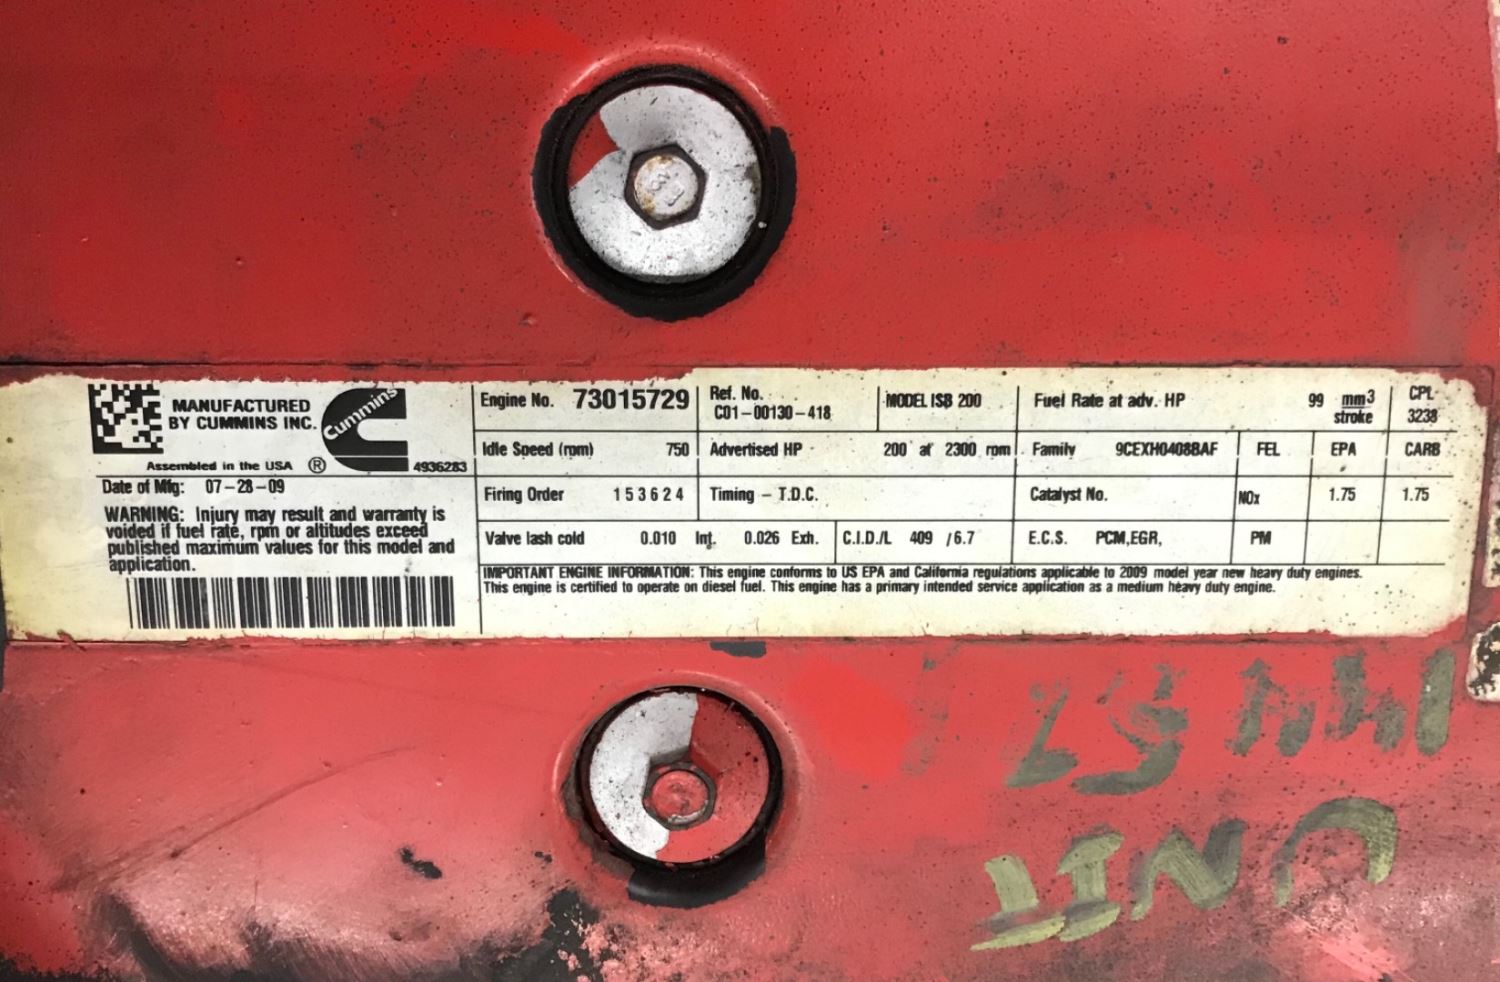 MANUFACTURED
BY CUMMINS INC.
Cummins
Assembled in the USA ® 4936283
Date of Mfg: 07-28-09
WARNING: Injury may result and warranty is
voided if fuel rate, rpm or altitudes exceed
published maximum values for this model and
application.
Engine No. 73015729
Ref. No.
C01-00130-418
MODEL ISB 200
Fuel Rate at adv. HP 99 mm3
stroke
CPL
3238
Idle Speed (rpm) 750
Advertised HP 200 at 2300 rpm
Family 9CEXH0408BAF
FEL EPA CARB
Firing Order 1 5 3 6 2 4
Timing - T.D.C.
Catalyst No.
NOx 1.75 1.75
Valve lash cold 0.010 Int. 0.026 Exh.
C.I.D./L 409 /6.7
E.C.S. PCM,EGR,
PM
IMPORTANT ENGINE INFORMATION: This engine conforms to US EPA and California regulations applicable to 2009 model year new heavy duty engines.
This engine is certified to operate on diesel fuel. This engine has a primary intended service application as a medium heavy duty engine.
UNIT